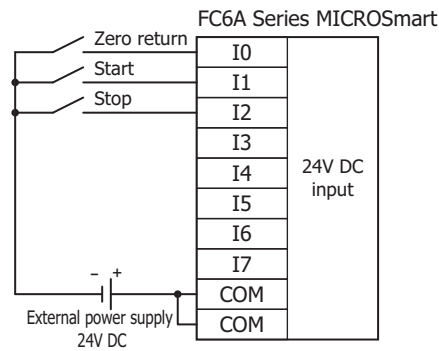 FC6A Series MICROSmart
Zero return
I0
Start
I1
Stop
I2
I3
I4
24V DC
input
I5
I6
I7
– +
COM
External power supply
24V DC
COM